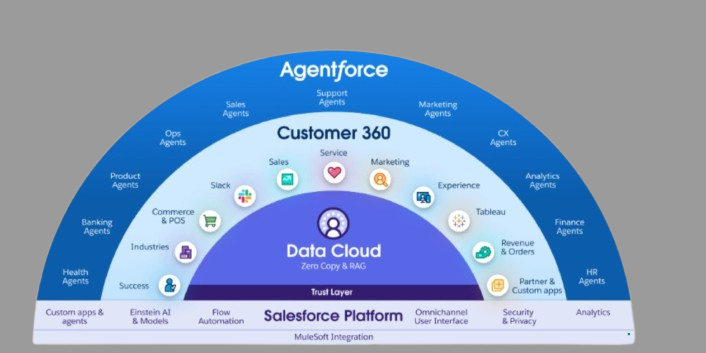 Agentforce
Support
Agents
Sales
Agents
Marketing
Agents
Ops
Agents
CX
Agents
Product
Agents
Analytics
Agents
Banking
Agents
Finance
Agents
Health
Agents
HR
Agents
Customer 360
Service
Sales
Marketing
Slack
Experience
Commerce
& POS
Tableau
Industries
Revenue
& Orders
Success
Partner &
Custom apps
Data Cloud
Zero Copy & RAG
Trust Layer
Custom apps &
agents
Einstein AI
& Models
Flow
Automation
Salesforce Platform
Omnichannel
User Interface
Security
& Privacy
Analytics
MuleSoft Integration